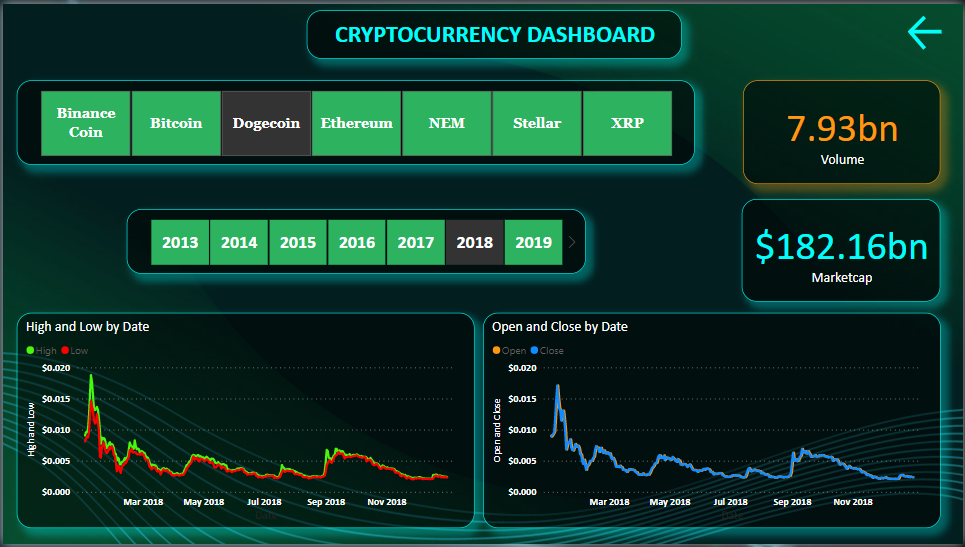 CRYPTOCURRENCY DASHBOARD
Binance
Coin
Bitcoin
Dogecoin
Ethereum
NEM
Stellar
XRP
7.93bn
Volume
2013
2014
2015
2016
2017
2018
2019
$182.16bn
Marketcap
High and Low by Date
High
Low
$0.020
$0.015
$0.010
$0.005
$0.000
High and Low
Mar 2018
May 2018
Jul 2018
Sep 2018
Nov 2018
Open and Close by Date
Open
Close
$0.020
$0.015
$0.010
$0.005
$0.000
Open and Close
Mar 2018
May 2018
Jul 2018
Sep 2018
Nov 2018